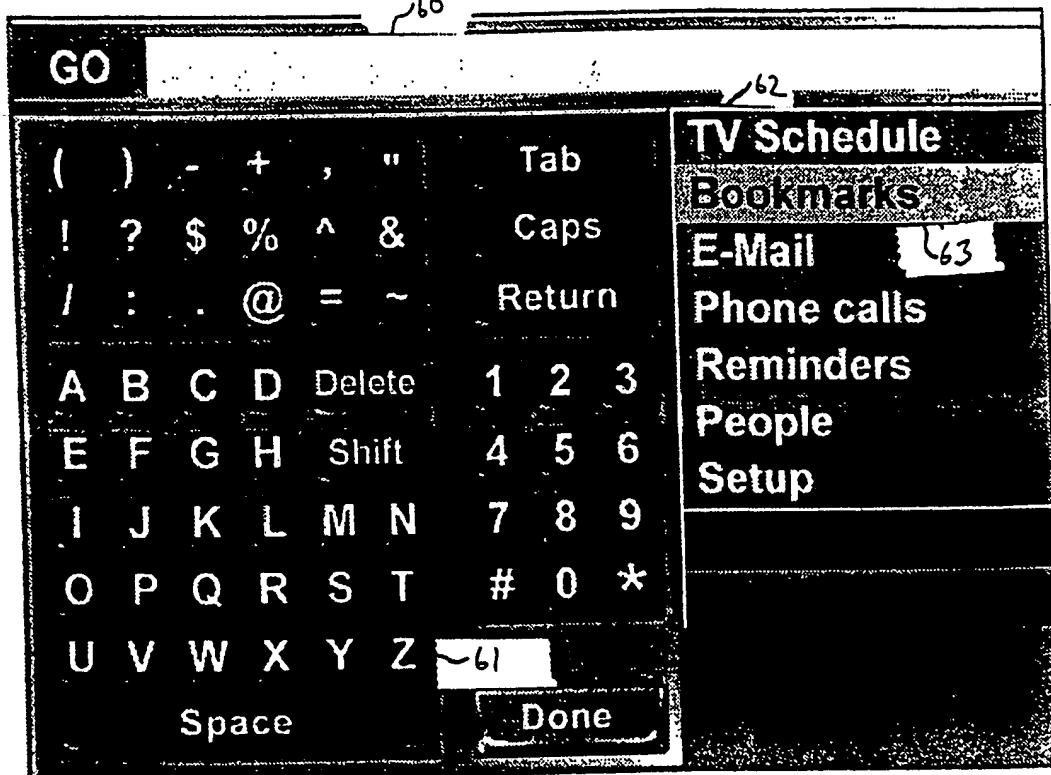 60
GO
62
( ) - + , " Tab
! ? $ % ^ & Caps
/ : . @ = ~ Return
A B C D Delete 1 2 3
E F G H Shift 4 5 6
I J K L M N 7 8 9
O P Q R S T # 0 *
U V W X Y Z 61
Space Done
TV Schedule
Bookmarks
63
E-Mail
Phone calls
Reminders
People
Setup